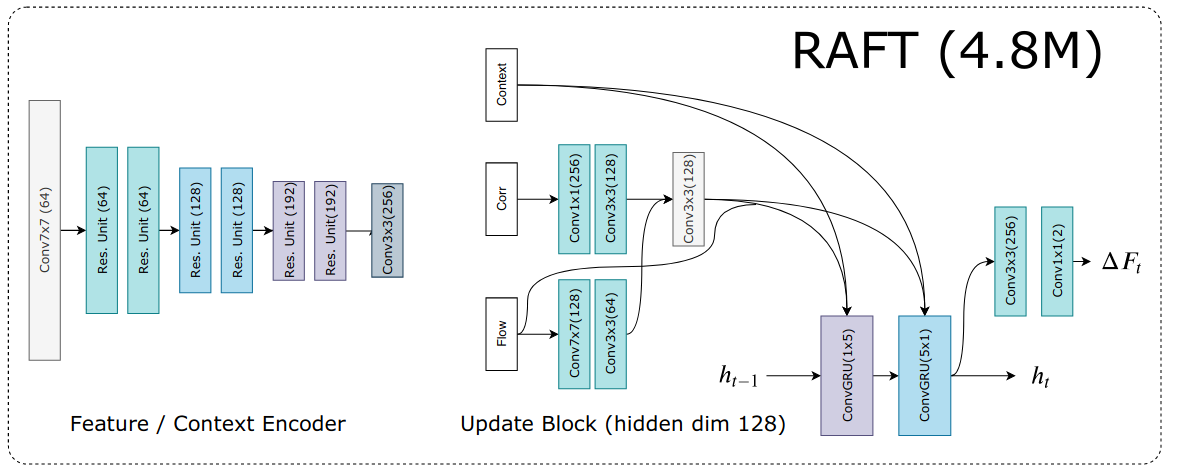 RAFT (4.8M)
Conv7x7 (64)
Res. Unit (64)
Res. Unit (64)
Res. Unit (128)
Res. Unit (128)
Res. Unit (192)
Res. Unit(192)
Conv3x3(256)
Feature / Context Encoder
Context
Corr
Conv1x1(256)
Conv3x3(128)
Conv3x3(128)
Flow
Conv7x7(128)
Conv3x3(64)
h_{t−1}
ConvGRU(1x5)
ConvGRU(5x1)
h_t
Conv3x3(256)
Conv1x1(2)
ΔF_t
Update Block (hidden dim 128)